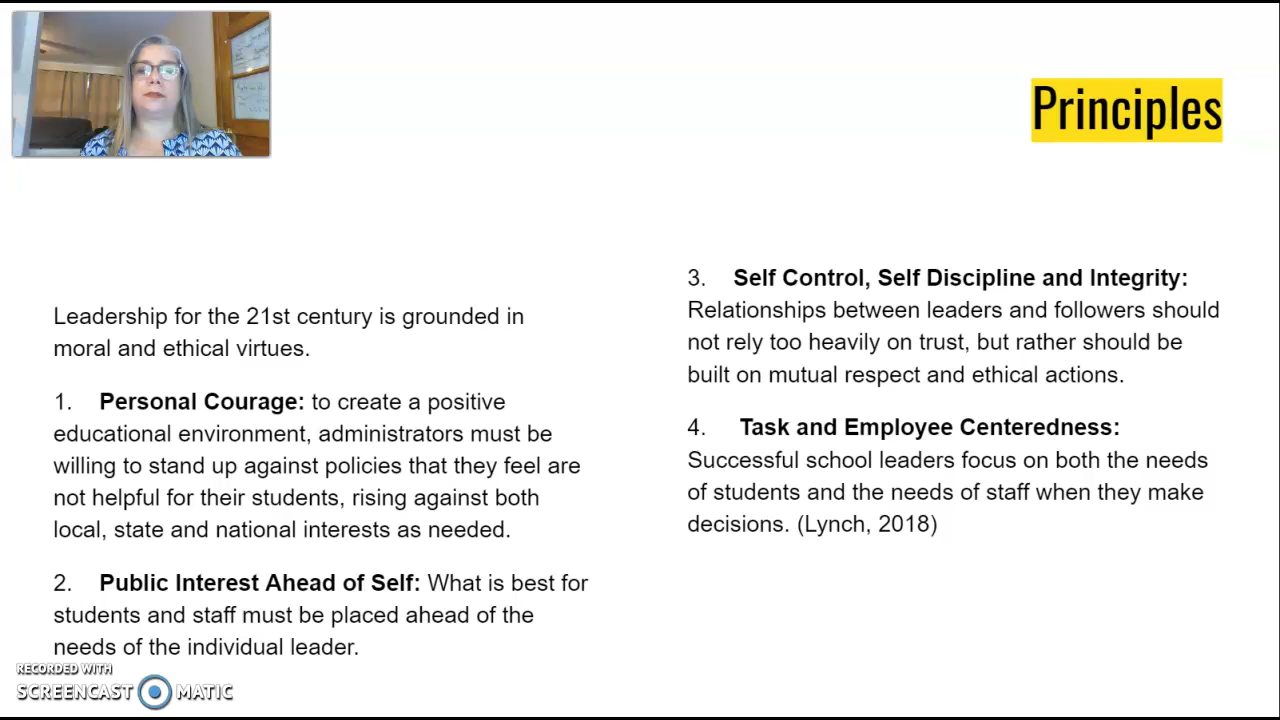 Principles
Leadership for the 21st century is grounded in
moral and ethical virtues.
1. Personal Courage: to create a positive
educational environment, administrators must be
willing to stand up against policies that they feel are
not helpful for their students, rising against both
local, state and national interests as needed.
2. Public Interest Ahead of Self: What is best for
students and staff must be placed ahead of the
needs of the individual leader.
3. Self Control, Self Discipline and Integrity:
Relationships between leaders and followers should
not rely too heavily on trust, but rather should be
built on mutual respect and ethical actions.
4. Task and Employee Centeredness:
Successful school leaders focus on both the needs
of students and the needs of staff when they make
decisions. (Lynch, 2018)
RECORDED WITH
SCREENCAST MATIC